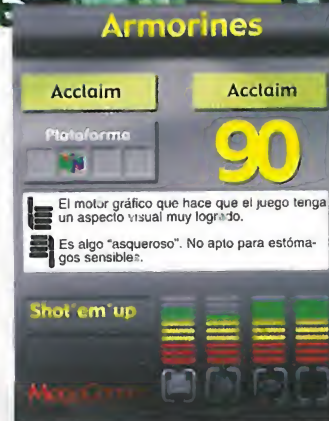 Armorines
Acclaim
Acclaim
Plataforma
90
El motor gráfico que hace que el juego tenga
un aspecto visual muy logrado.
Es algo "asqueroso". No apto para estóma-
gos sensibles.
Shot'em'up